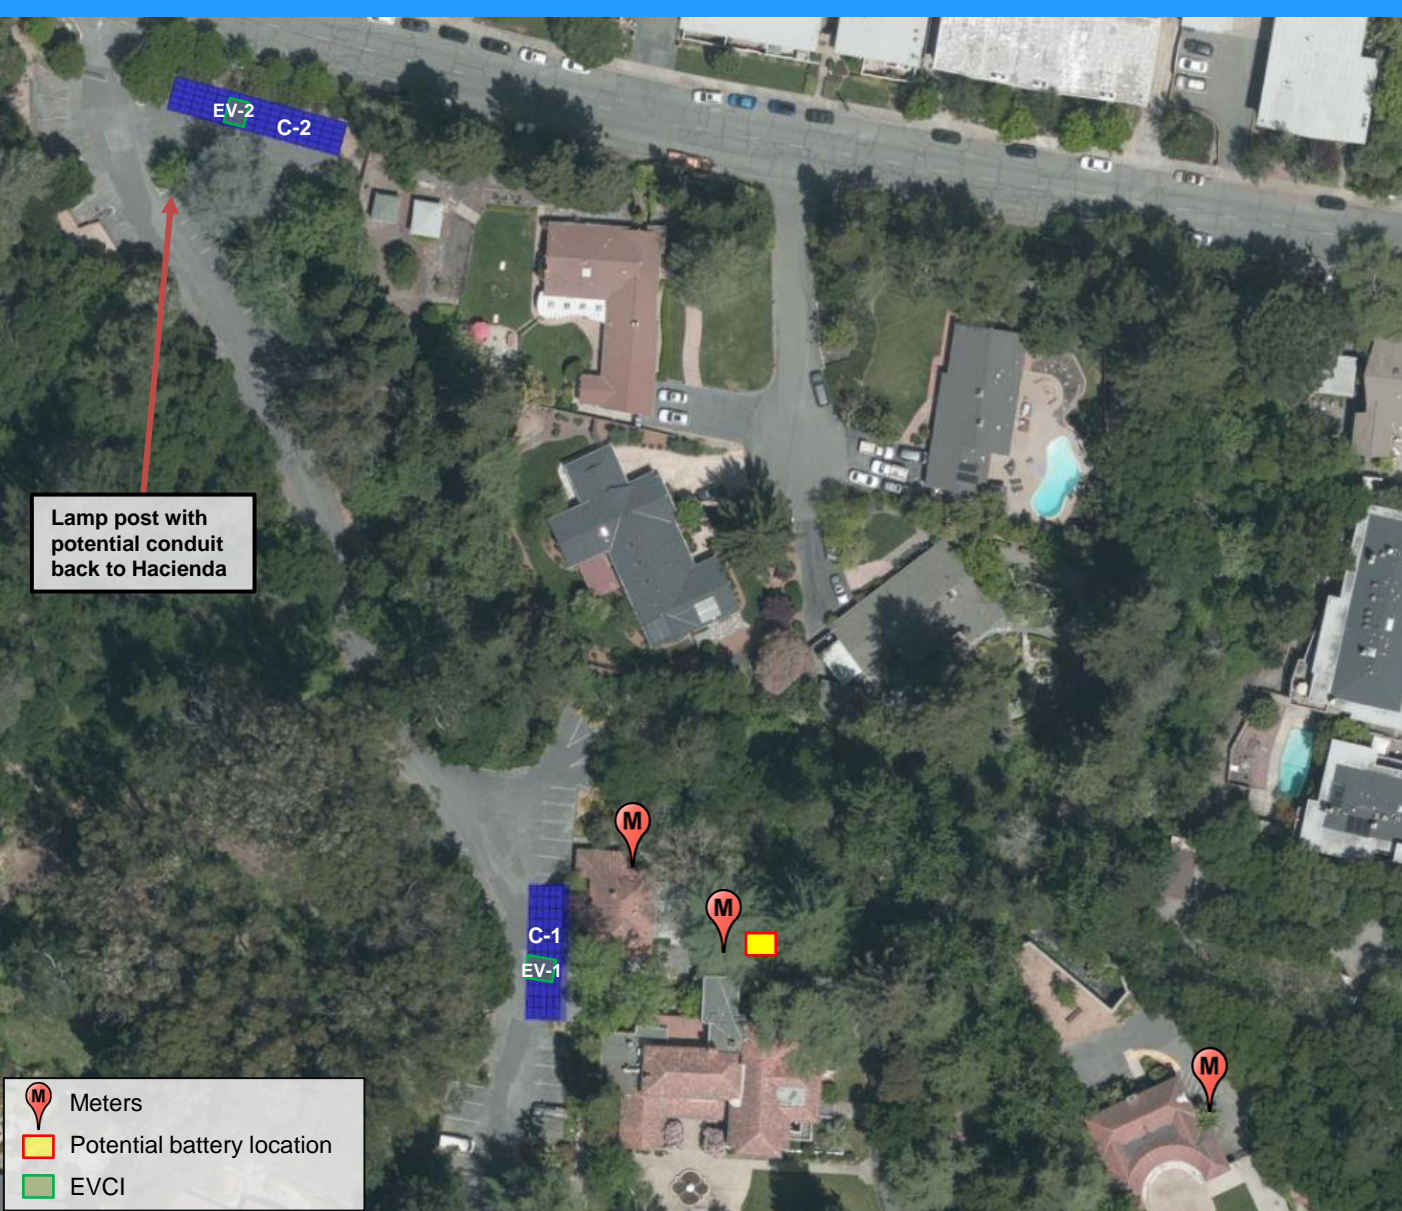 EV-2
C-2
Lamp post with
potential conduit
back to Hacienda
M
M
C-1
EV-1
M
M Meters
Potential battery location
EVCI